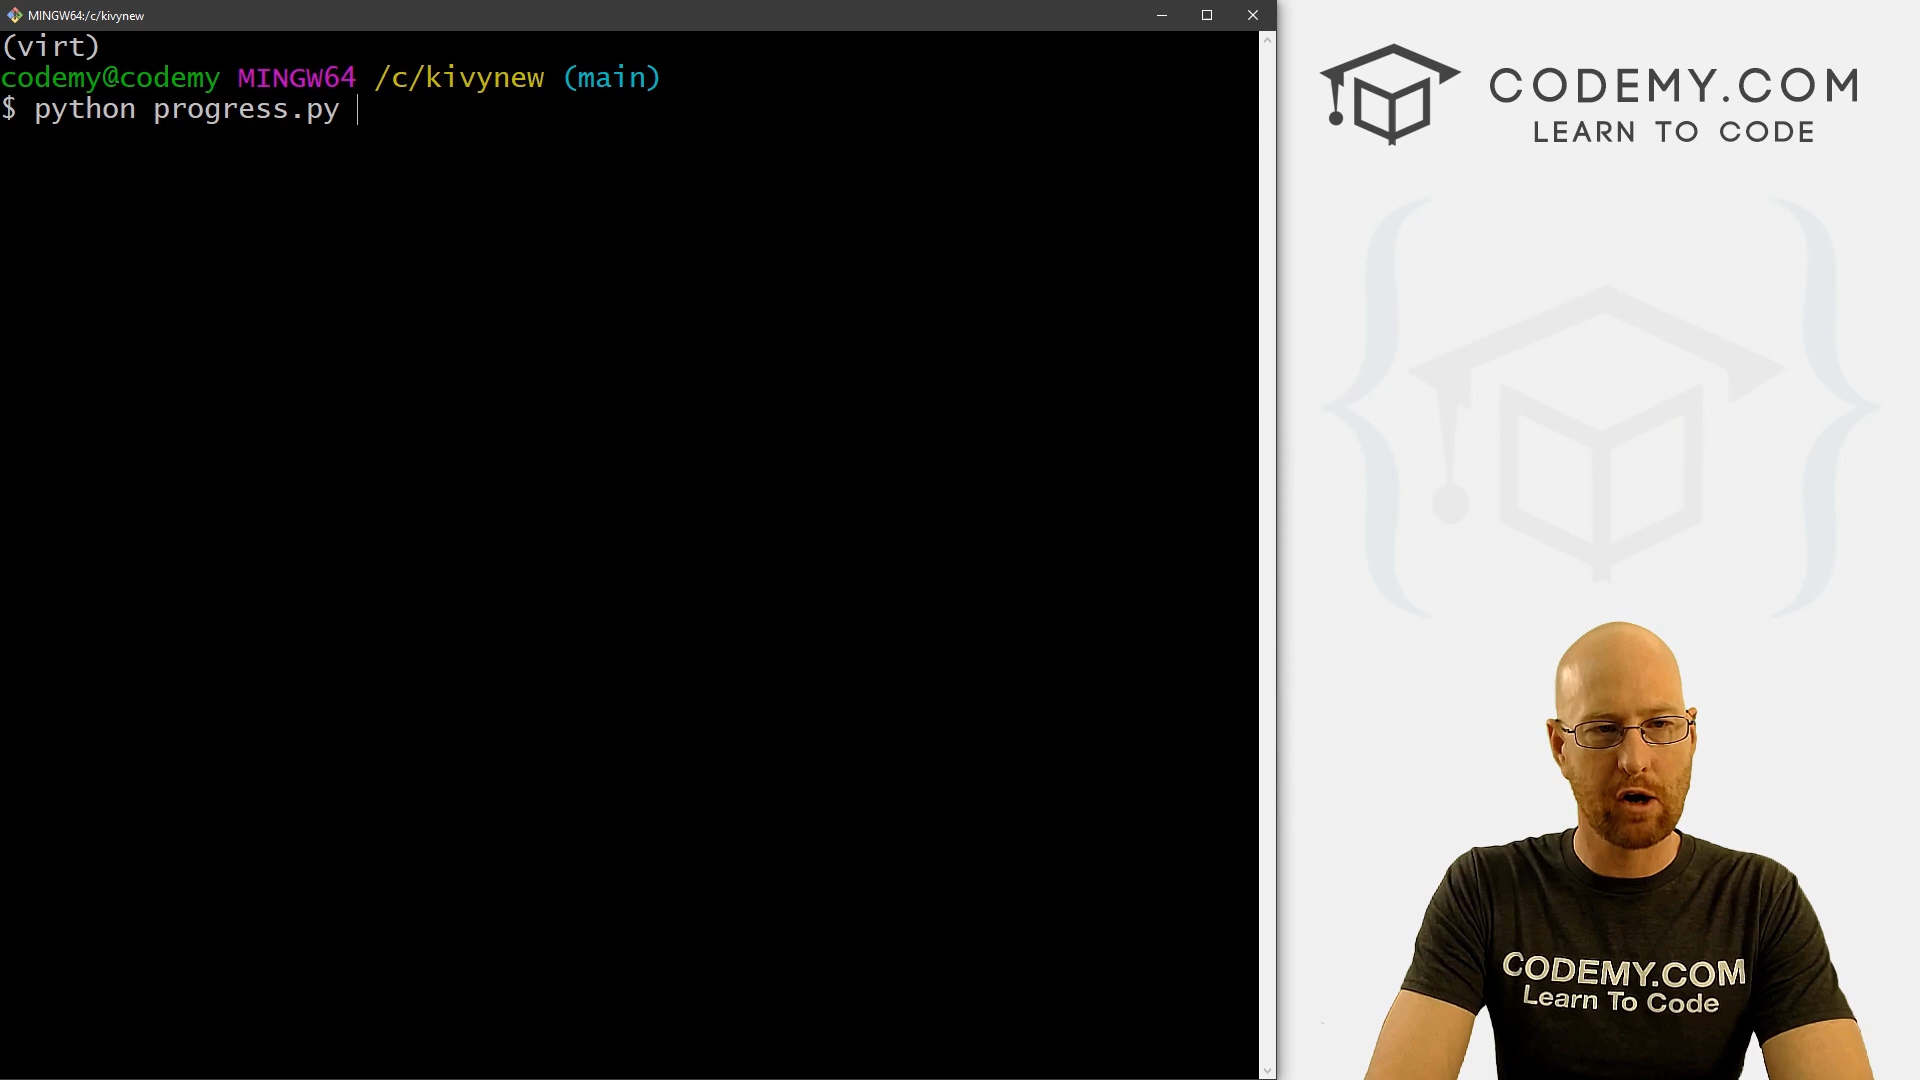 MINGW64:/c/kivynew
(virt)
codemy@codemy MINGW64 /c/kivynew (main)
$ python progress.py
CODEMY.COM
LEARN TO CODE
CODEMY.COM
Learn To Code